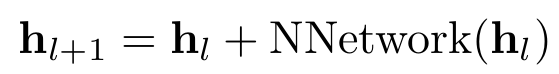 h_{l+1} = h_l + NNetwork(h_l)